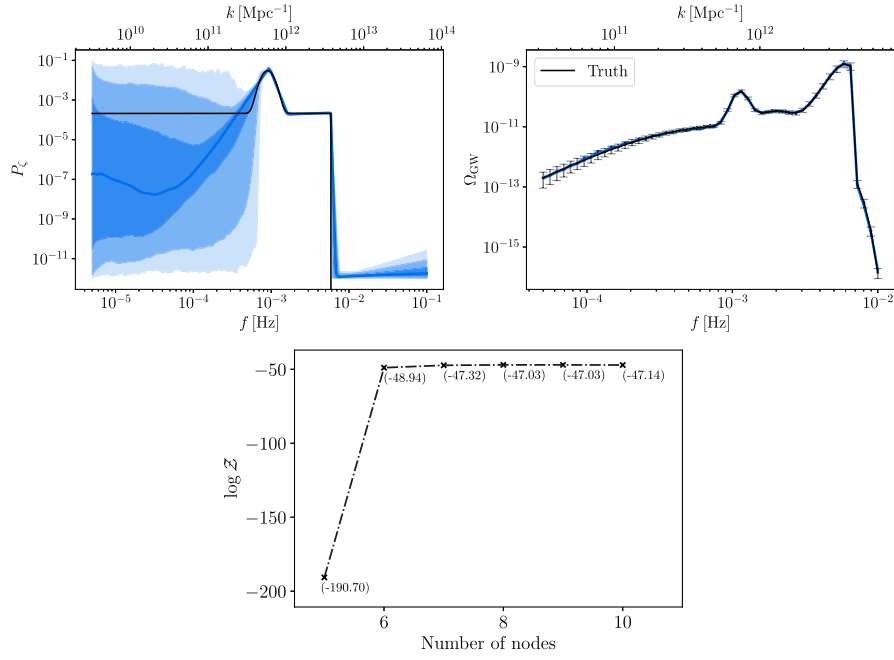 k [Mpc⁻¹]
10¹⁰ 10¹¹ 10¹² 10¹³ 10¹⁴
10⁻¹
10⁻³
10⁻⁵
10⁻⁷
10⁻⁹
10⁻¹¹
P_ζ
10⁻⁵ 10⁻⁴ 10⁻³ 10⁻² 10⁻¹
f [Hz]
k [Mpc⁻¹]
10¹¹ 10¹²
Truth
10⁻⁹
10⁻¹¹
10⁻¹³
10⁻¹⁵
Ω_GW
10⁻⁴ 10⁻³ 10⁻²
f [Hz]
−50
−100
−150
−200
log Z
(-190.70)
(-48.94)
(-47.32)
(-47.03)
(-47.03)
(-47.14)
6 8 10
Number of nodes